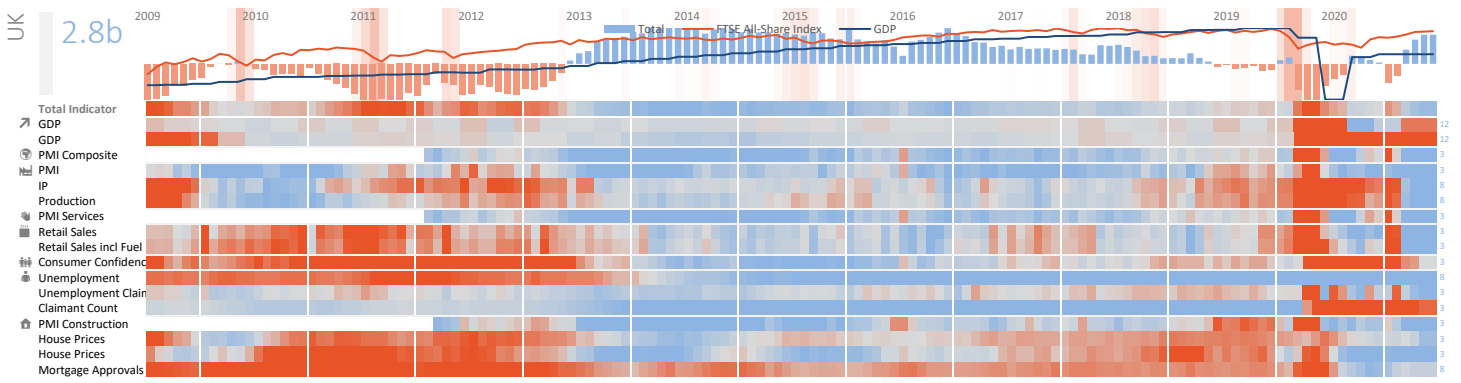 UK
2.8b
2009 2010 2011 2012 2013 2014 2015 2016 2017 2018 2019 2020
Total FTSE All-Share Index GDP
Total Indicator
GDP 12
GDP 12
PMI Composite 3
PMI 3
IP 8
Production 8
PMI Services 3
Retail Sales 3
Retail Sales incl Fuel 3
Consumer Confidenc 3
Unemployment 8
Unemployment Clain 3
Claimant Count 3
PMI Construction 3
House Prices 3
House Prices 3
Mortgage Approvals 8